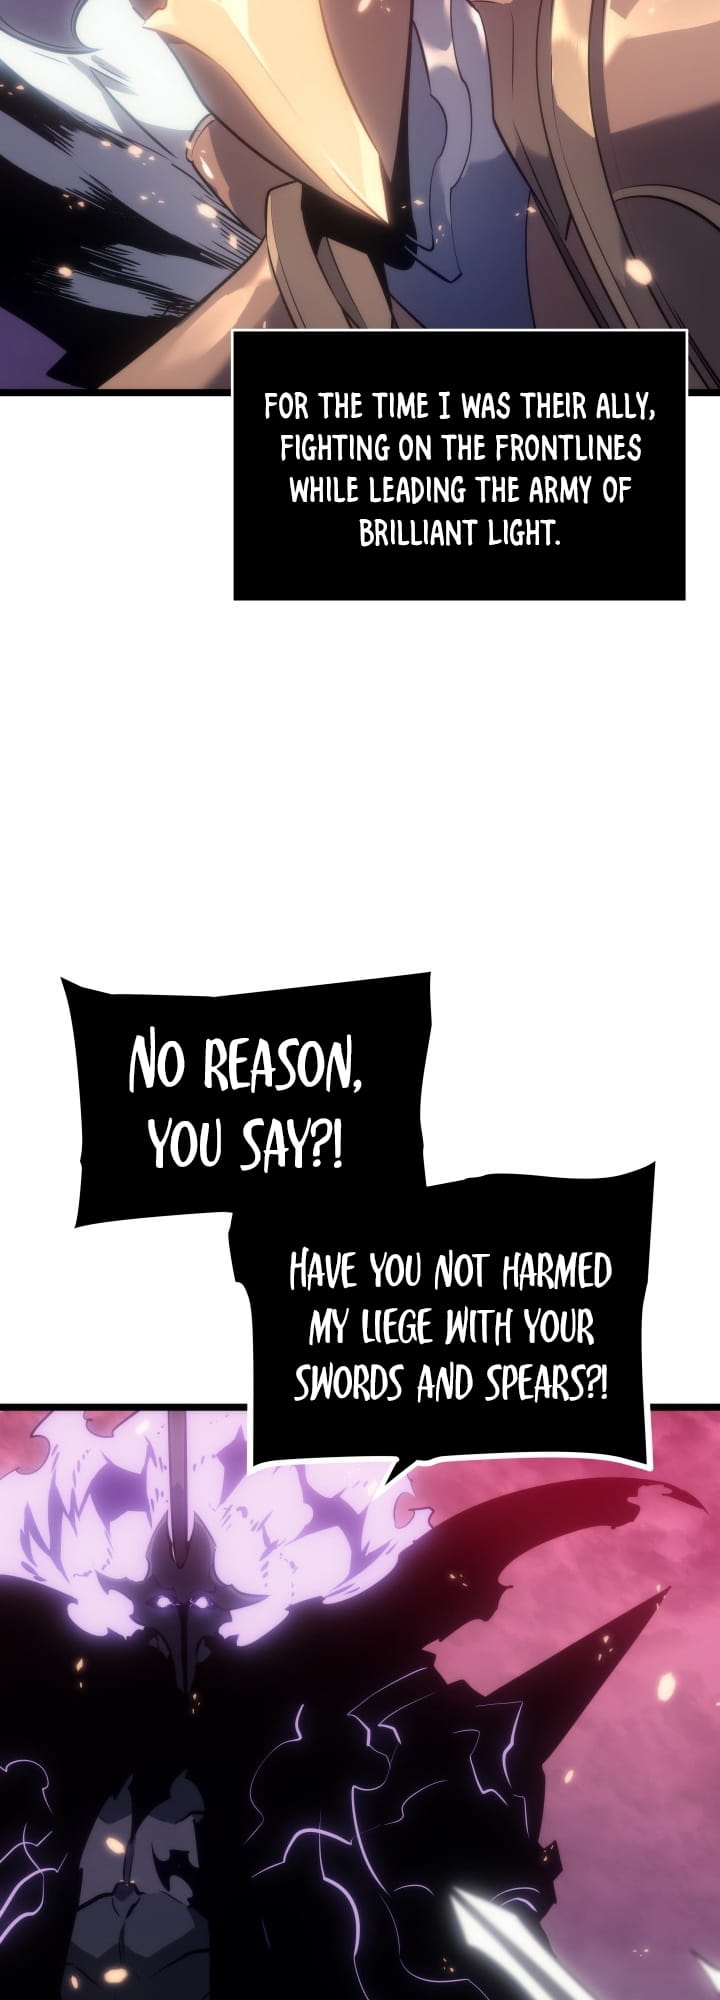 FOR THE TIME I WAS THEIR ALLY,
FIGHTING ON THE FRONTLINES
WHILE LEADING THE ARMY OF
BRILLIANT LIGHT.
NO REASON,
YOU SAY?!
HAVE YOU NOT HARMED
MY LIEGE WITH YOUR
SWORDS AND SPEARS?!